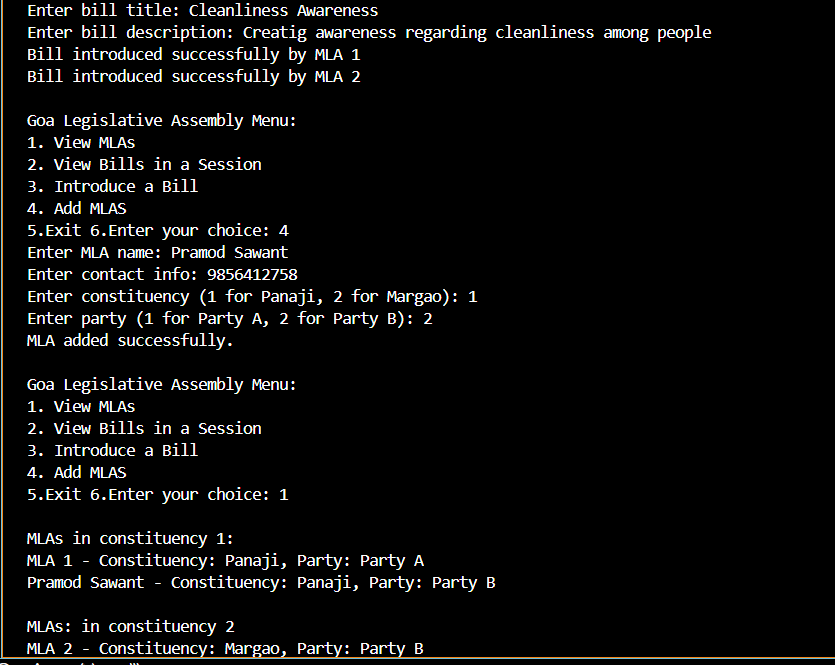 Enter bill title: Cleanliness Awareness
Enter bill description: Creatig awareness regarding cleanliness among people
Bill introduced successfully by MLA 1
Bill introduced successfully by MLA 2
Goa Legislative Assembly Menu:
1. View MLAs
2. View Bills in a Session
3. Introduce a Bill
4. Add MLAS
5.Exit 6.Enter your choice: 4
Enter MLA name: Pramod Sawant
Enter contact info: 9856412758
Enter constituency (1 for Panaji, 2 for Margao): 1
Enter party (1 for Party A, 2 for Party B): 2
MLA added successfully.
Goa Legislative Assembly Menu:
1. View MLAs
2. View Bills in a Session
3. Introduce a Bill
4. Add MLAS
5.Exit 6.Enter your choice: 1
MLAs in constituency 1:
MLA 1 - Constituency: Panaji, Party: Party A
Pramod Sawant - Constituency: Panaji, Party: Party B
MLAs: in constituency 2
MLA 2 - Constituency: Margao, Party: Party B